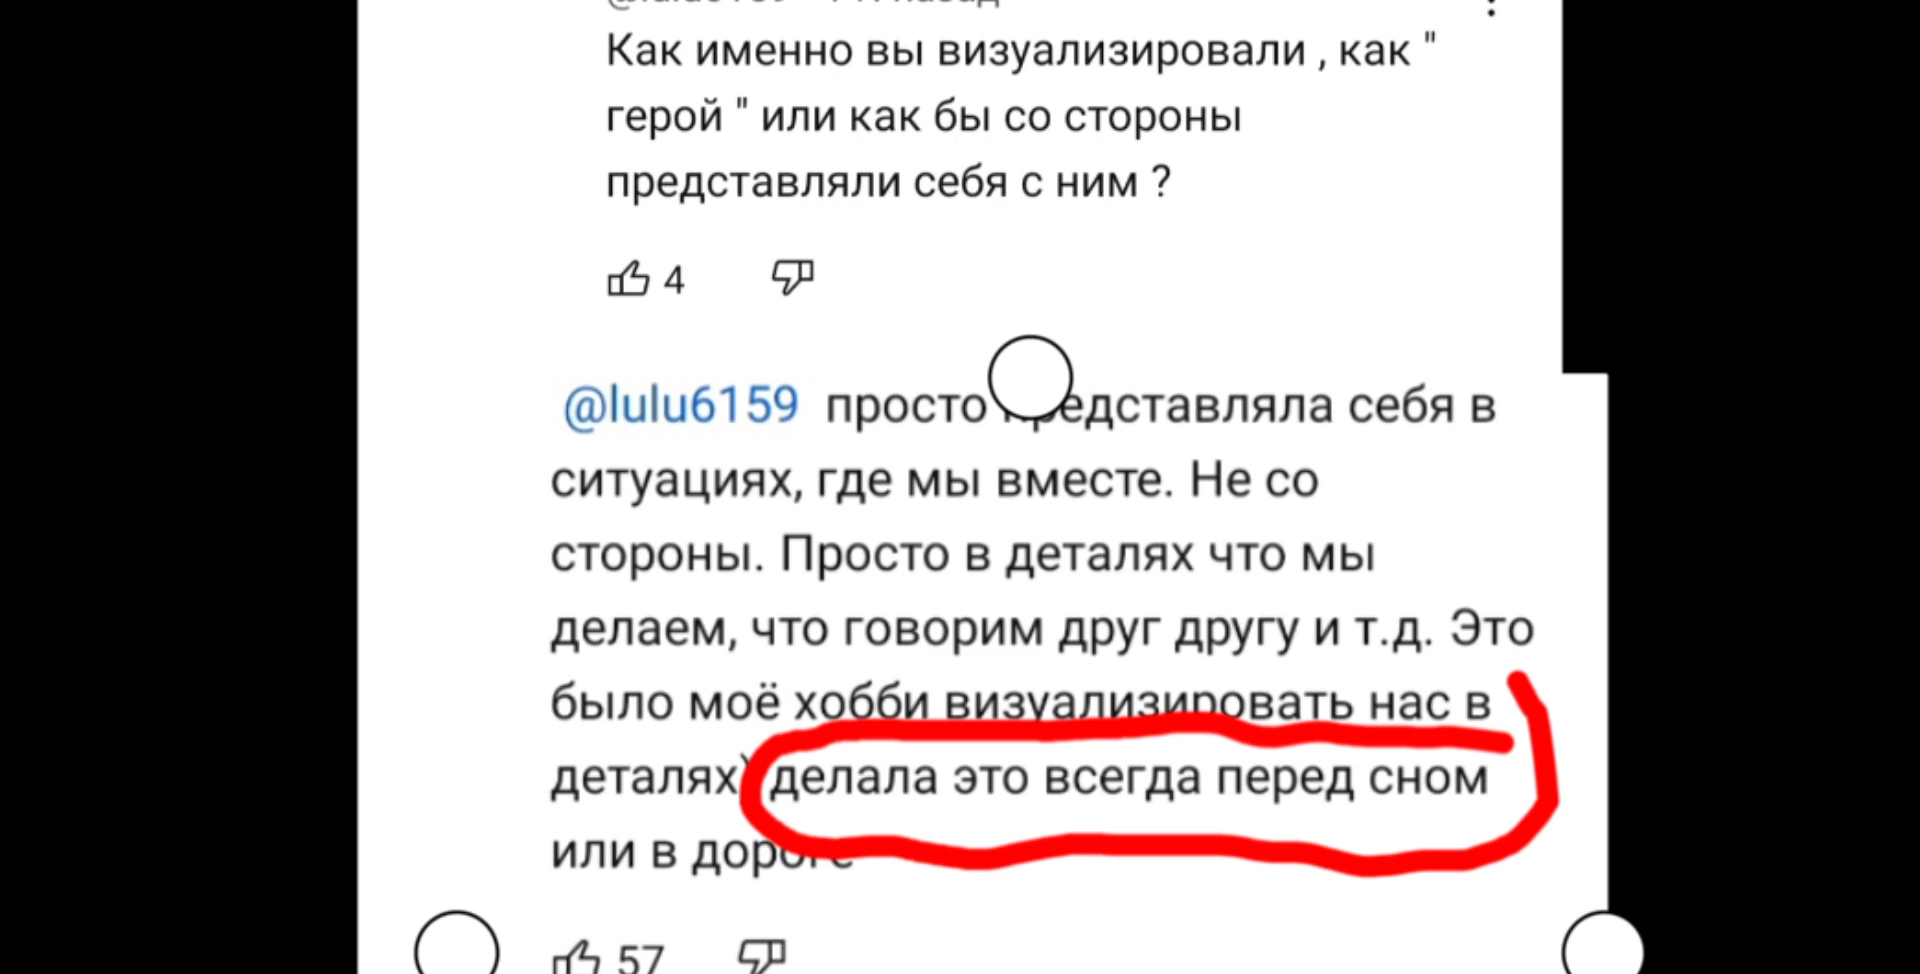 Как именно вы визуализировали , как "
герой " или как бы со стороны
представляли себя с ним ?
4
@lulu6159 просто представляла себя в
ситуациях, где мы вместе. Не со
стороны. Просто в деталях что мы
делаем, что говорим друг другу и т.д. Это
было моё хобби визуализировать нас в
деталях) делала это всегда перед сном
или в дороге
57